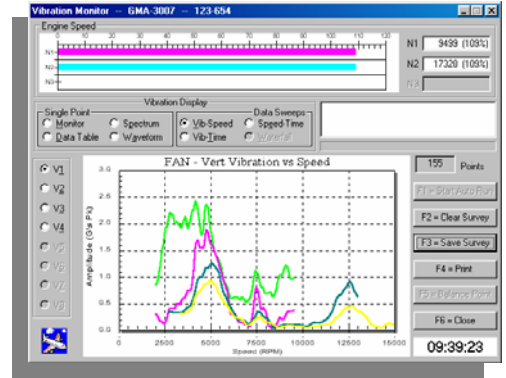 Vibration Monitor -- GMA-3007 -- 123-654
Engine Speed
0 10 20 30 40 50 60 70 80 90 100 110 120
N1-
N2-
N3-
N1 9499 (109%)
N2 17328 (109%)
N3
Vibration Display
Single Point
Data Sweeps
Monitor Spectrum Vib-Speed Speed-Time
Data Table Waveform Vib-Time Waterfall
V1
V2
V3
V4
V5
V6
V7
V8
FAN - Vert Vibration vs Speed
Amplitude (G's Pk)
3.0
2.5
2.0
1.5
1.0
0.5
0.0
0 2500 5000 7500 10000 12500 15000
Speed (RPM)
155 Points
F1 = Start Auto Run
F2 = Clear Survey
F3 = Save Survey
F4 = Print
F5 = Balance Point
F6 = Close
09:39:23